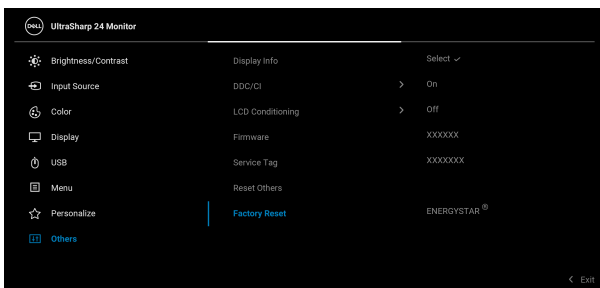 DELL UltraSharp 24 Monitor
Brightness/Contrast Display Info Select ✓
Input Source DDC/CI > On
Color LCD Conditioning > Off
Display Firmware XXXXXX
USB Service Tag XXXXXXX
Menu Reset Others
Personalize Factory Reset ENERGYSTAR ®
Others
< Exit